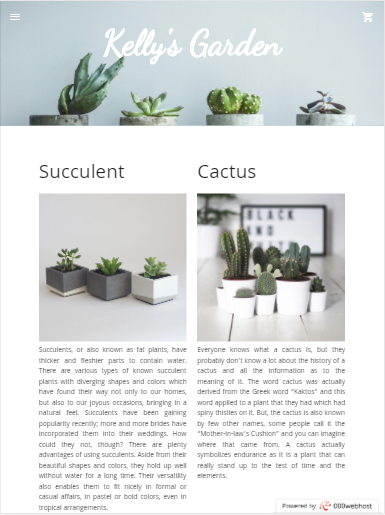 Kelly's Garden
Succulent
Cactus
BLACK
AND
Succulents, or also known as fat plants, have
thicker and fleshier parts to contain water.
There are various types of known succulent
plants with diverging shapes and colors which
have found their way not only to our homes,
but also to our joyous occasions, bringing in a
natural feel. Succulents have been gaining
popularity recently; more and more brides have
incorporated them into their weddings. How
could they not, though? There are plenty
advantages of using succulents. Aside from their
beautiful shapes and colors, they hold up well
without water for a long time. Their versatility
also enables them to fit nicely in formal or
casual affairs, in pastel or bold colors, even in
tropical arrangements.
Everyone knows what a cactus is, but they
probably don't know a lot about the history of a
cactus and all the information as to the
meaning of it. The word cactus was actually
derived from the Greek word "Kaktos" and this
word applied to a plant that they had which had
spiny thistles on it. But, the cactus is also known
by few other names, some people call it the
"Mother-in-law's Cushion" and you can imagine
where that came from. A cactus actually
symbolizes endurance as it is a plant that can
really stand up to the test of time and the
elements.
Powered by 000webhost